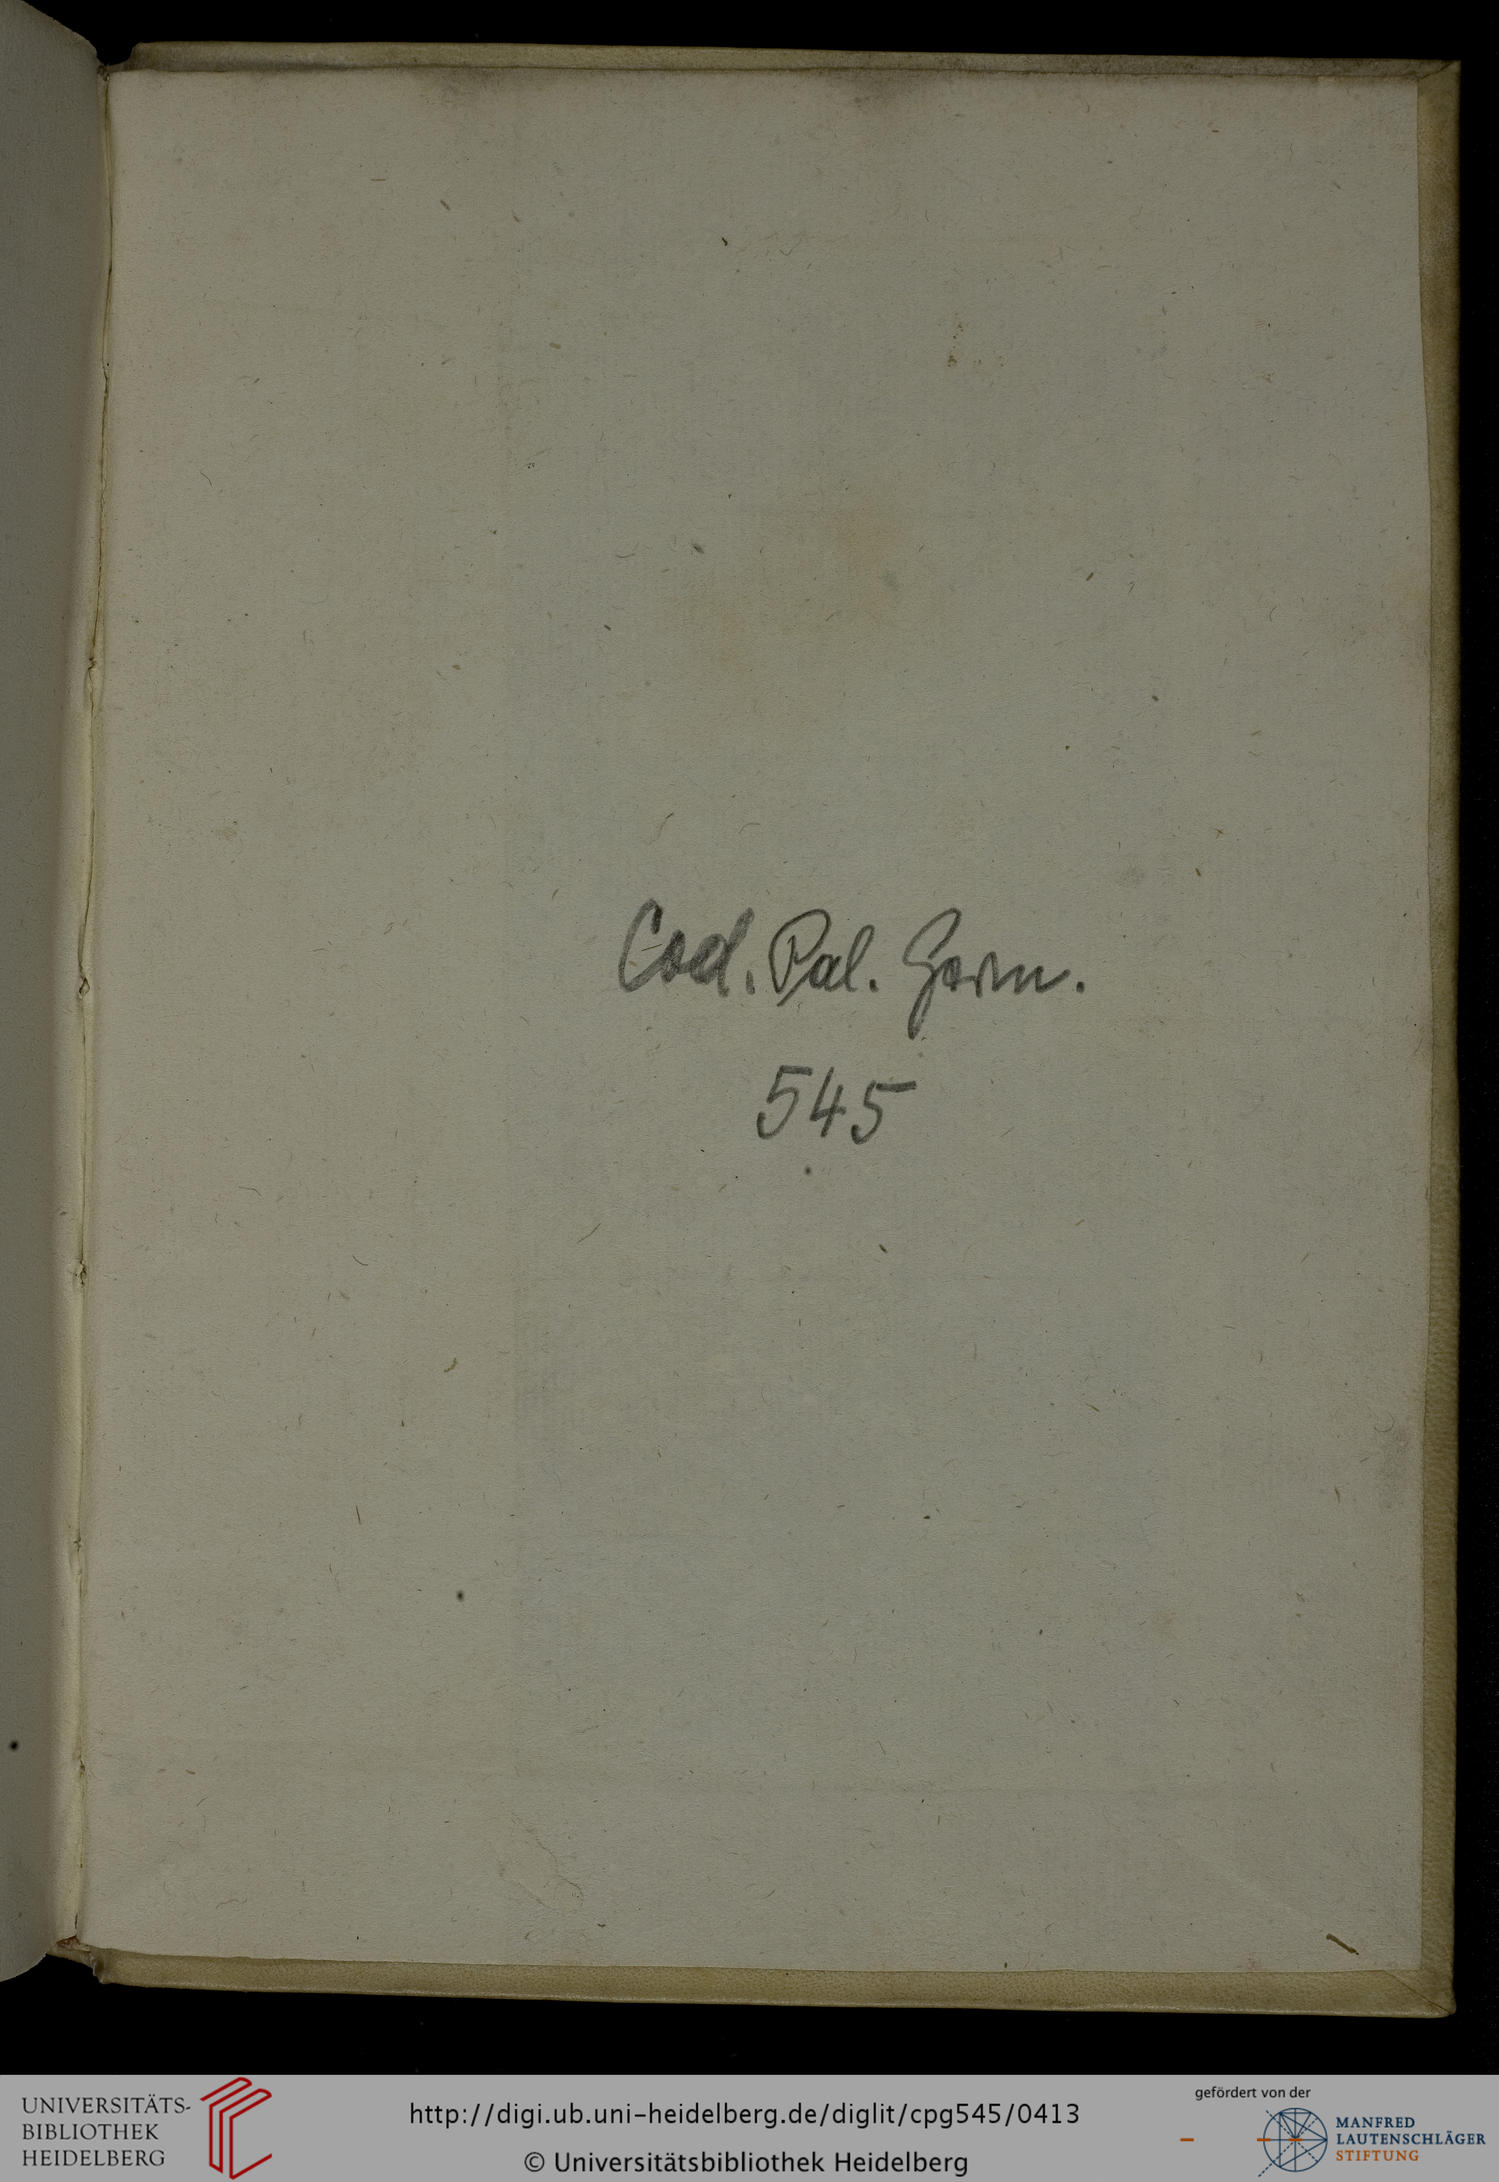 Cod. Pal. Germ.
545
UNIVERSITÄTS-
BIBLIOTHEK
HEIDELBERG
http://digi.ub.uni-heidelberg.de/diglit/cpg545/0413
© Universitätsbibliothek Heidelberg
gefördert von der
MANFRED
LAUTENSCHLÄGER
STIFTUNG